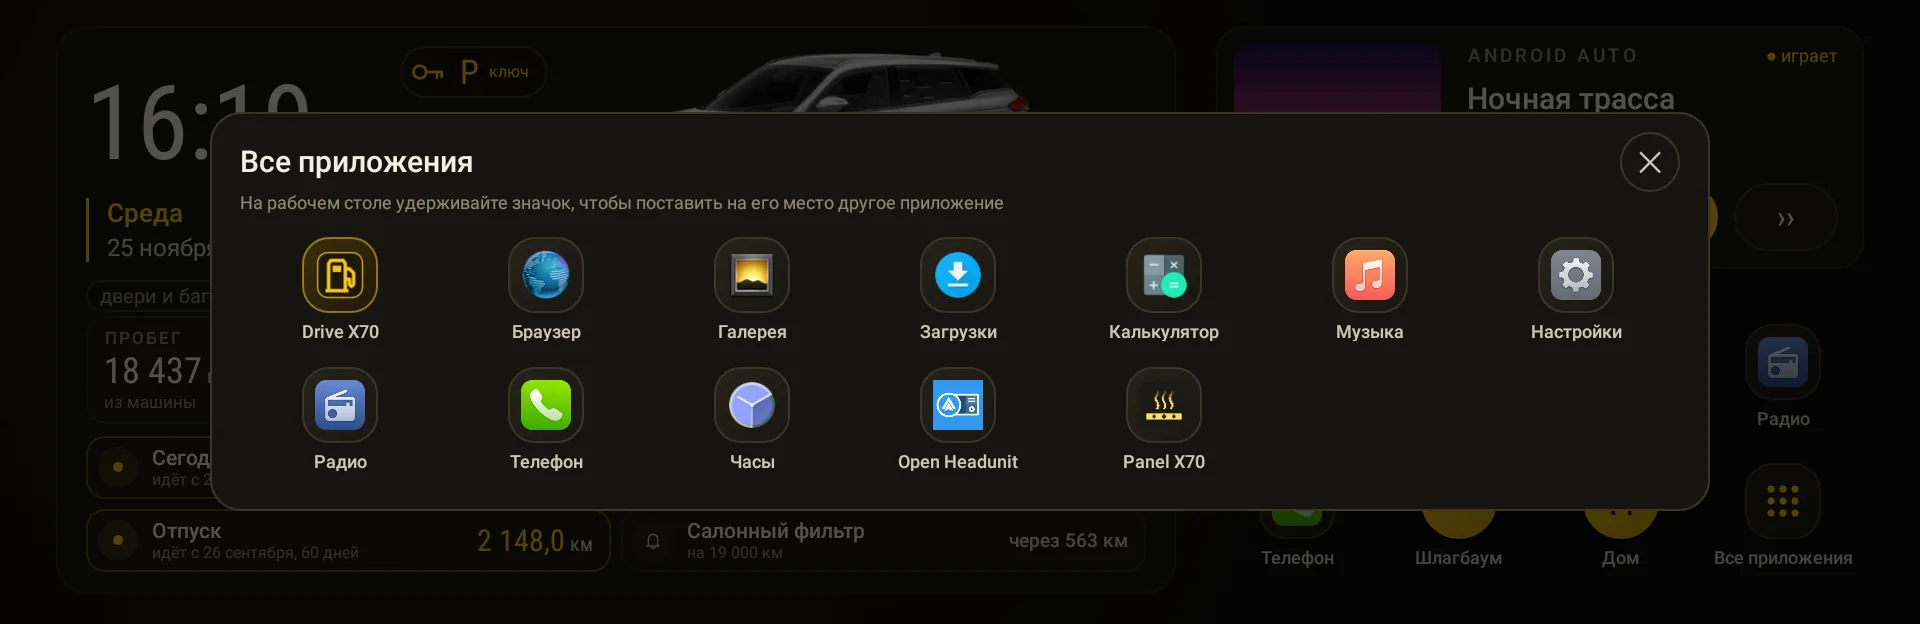 16:10
P ключ
ANDROID AUTO
играет
Ночная трасса
Все приложения
На рабочем столе удерживайте значок, чтобы поставить на его место другое приложение
Среда
25 ноября
двери и баг
ПРОБЕГ
18 437
из машины
Drive X70
Браузер
Галерея
Загрузки
Калькулятор
Музыка
Настройки
Радио
Телефон
Часы
Open Headunit
Panel X70
Радио
Сегод
идёт с 2
Отпуск
идёт с 26 сентября, 60 дней
2 148,0 км
Салонный фильтр
на 19 000 км
через 563 км
Телефон
Шлагбаум
Дом
Все приложения